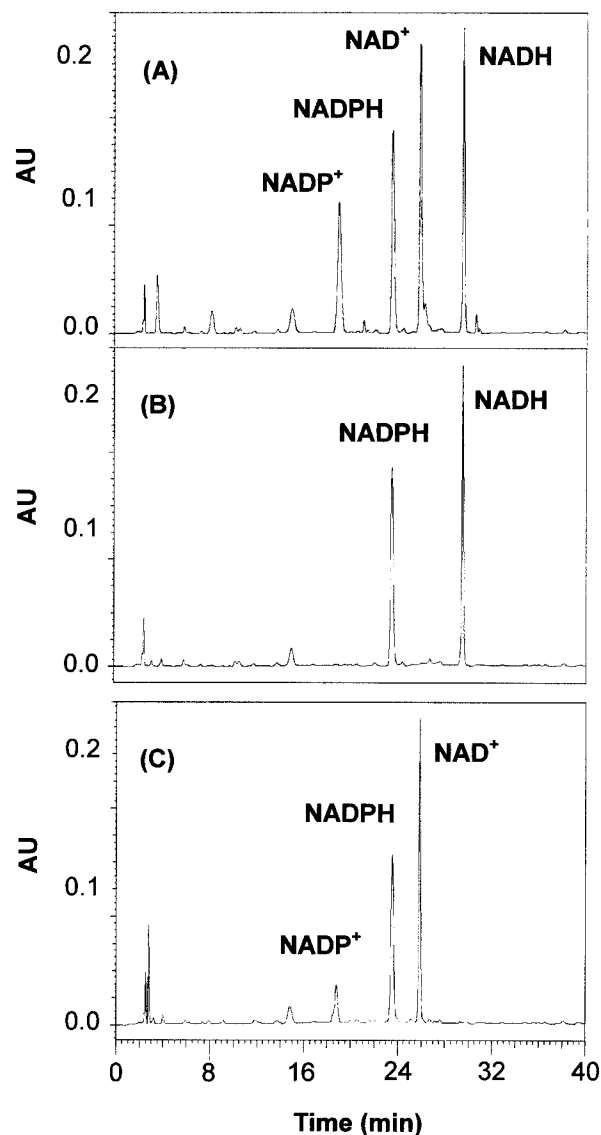 0.2
(A)
NAD+
NADH
NADPH
NADP+
AU
0.1
0.0
0.2
(B)
NADH
NADPH
AU
0.1
0.0
0.2
(C)
NAD+
NADPH
AU
0.1
NADP+
0.0
0 8 16 24 32 40
Time (min)